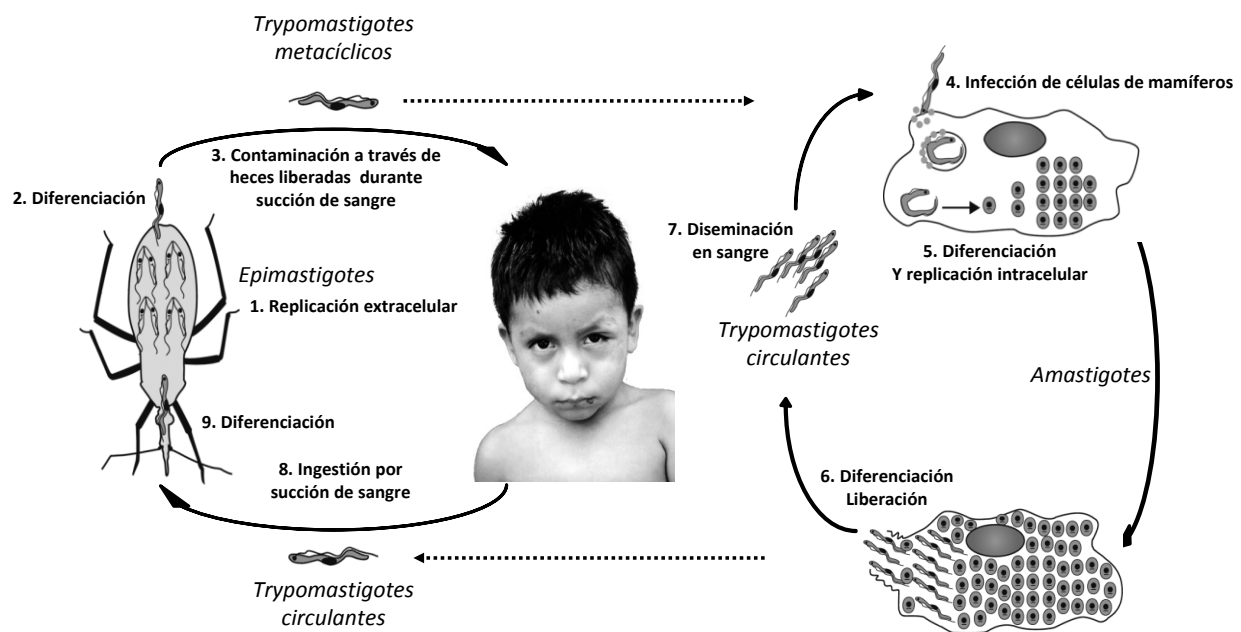 Trypomastigotes
metacíclicos
4. Infección de células de mamíferos
3. Contaminación a través de
heces liberadas durante
succión de sangre
2. Diferenciación
7. Diseminación
en sangre
5. Diferenciación
Y replicación intracelular
Epimastigotes
1. Replicación extracelular
Trypomastigotes
circulantes
Amastigotes
9. Diferenciación
8. Ingestión por
succión de sangre
6. Diferenciación
Liberación
Trypomastigotes
circulantes